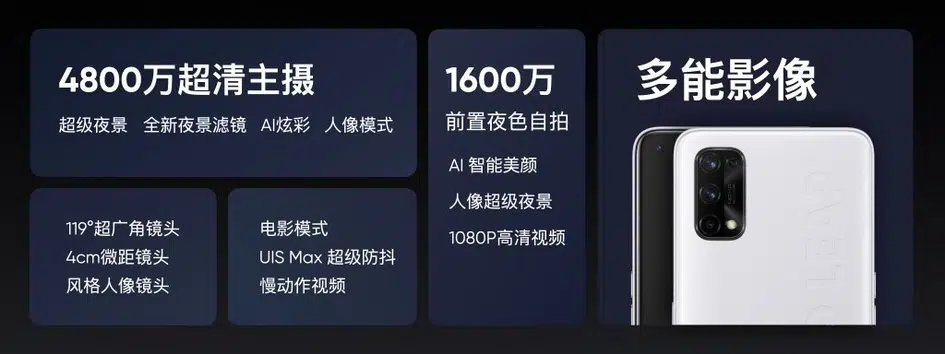 4800万超清主摄
超级夜景 全新夜景滤镜 AI炫彩 人像模式
119°超广角镜头
4cm微距镜头
风格人像镜头
电影模式
UIS Max 超级防抖
慢动作视频
1600万
前置夜色自拍
AI 智能美颜
人像超级夜景
1080P高清视频
多能影像